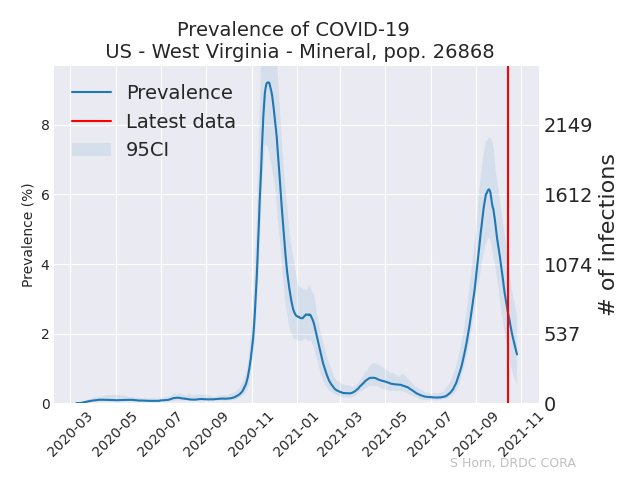 Prevalence of COVID-19
US - West Virginia - Mineral, pop. 26868
Prevalence
Latest data
95CI
Prevalence (%)
8
6
4
2
0
2149
1612
1074
537
0
# of infections
2020-03
2020-05
2020-07
2020-09
2020-11
2021-01
2021-03
2021-05
2021-07
2021-09
2021-11
S Horn, DRDC CORA